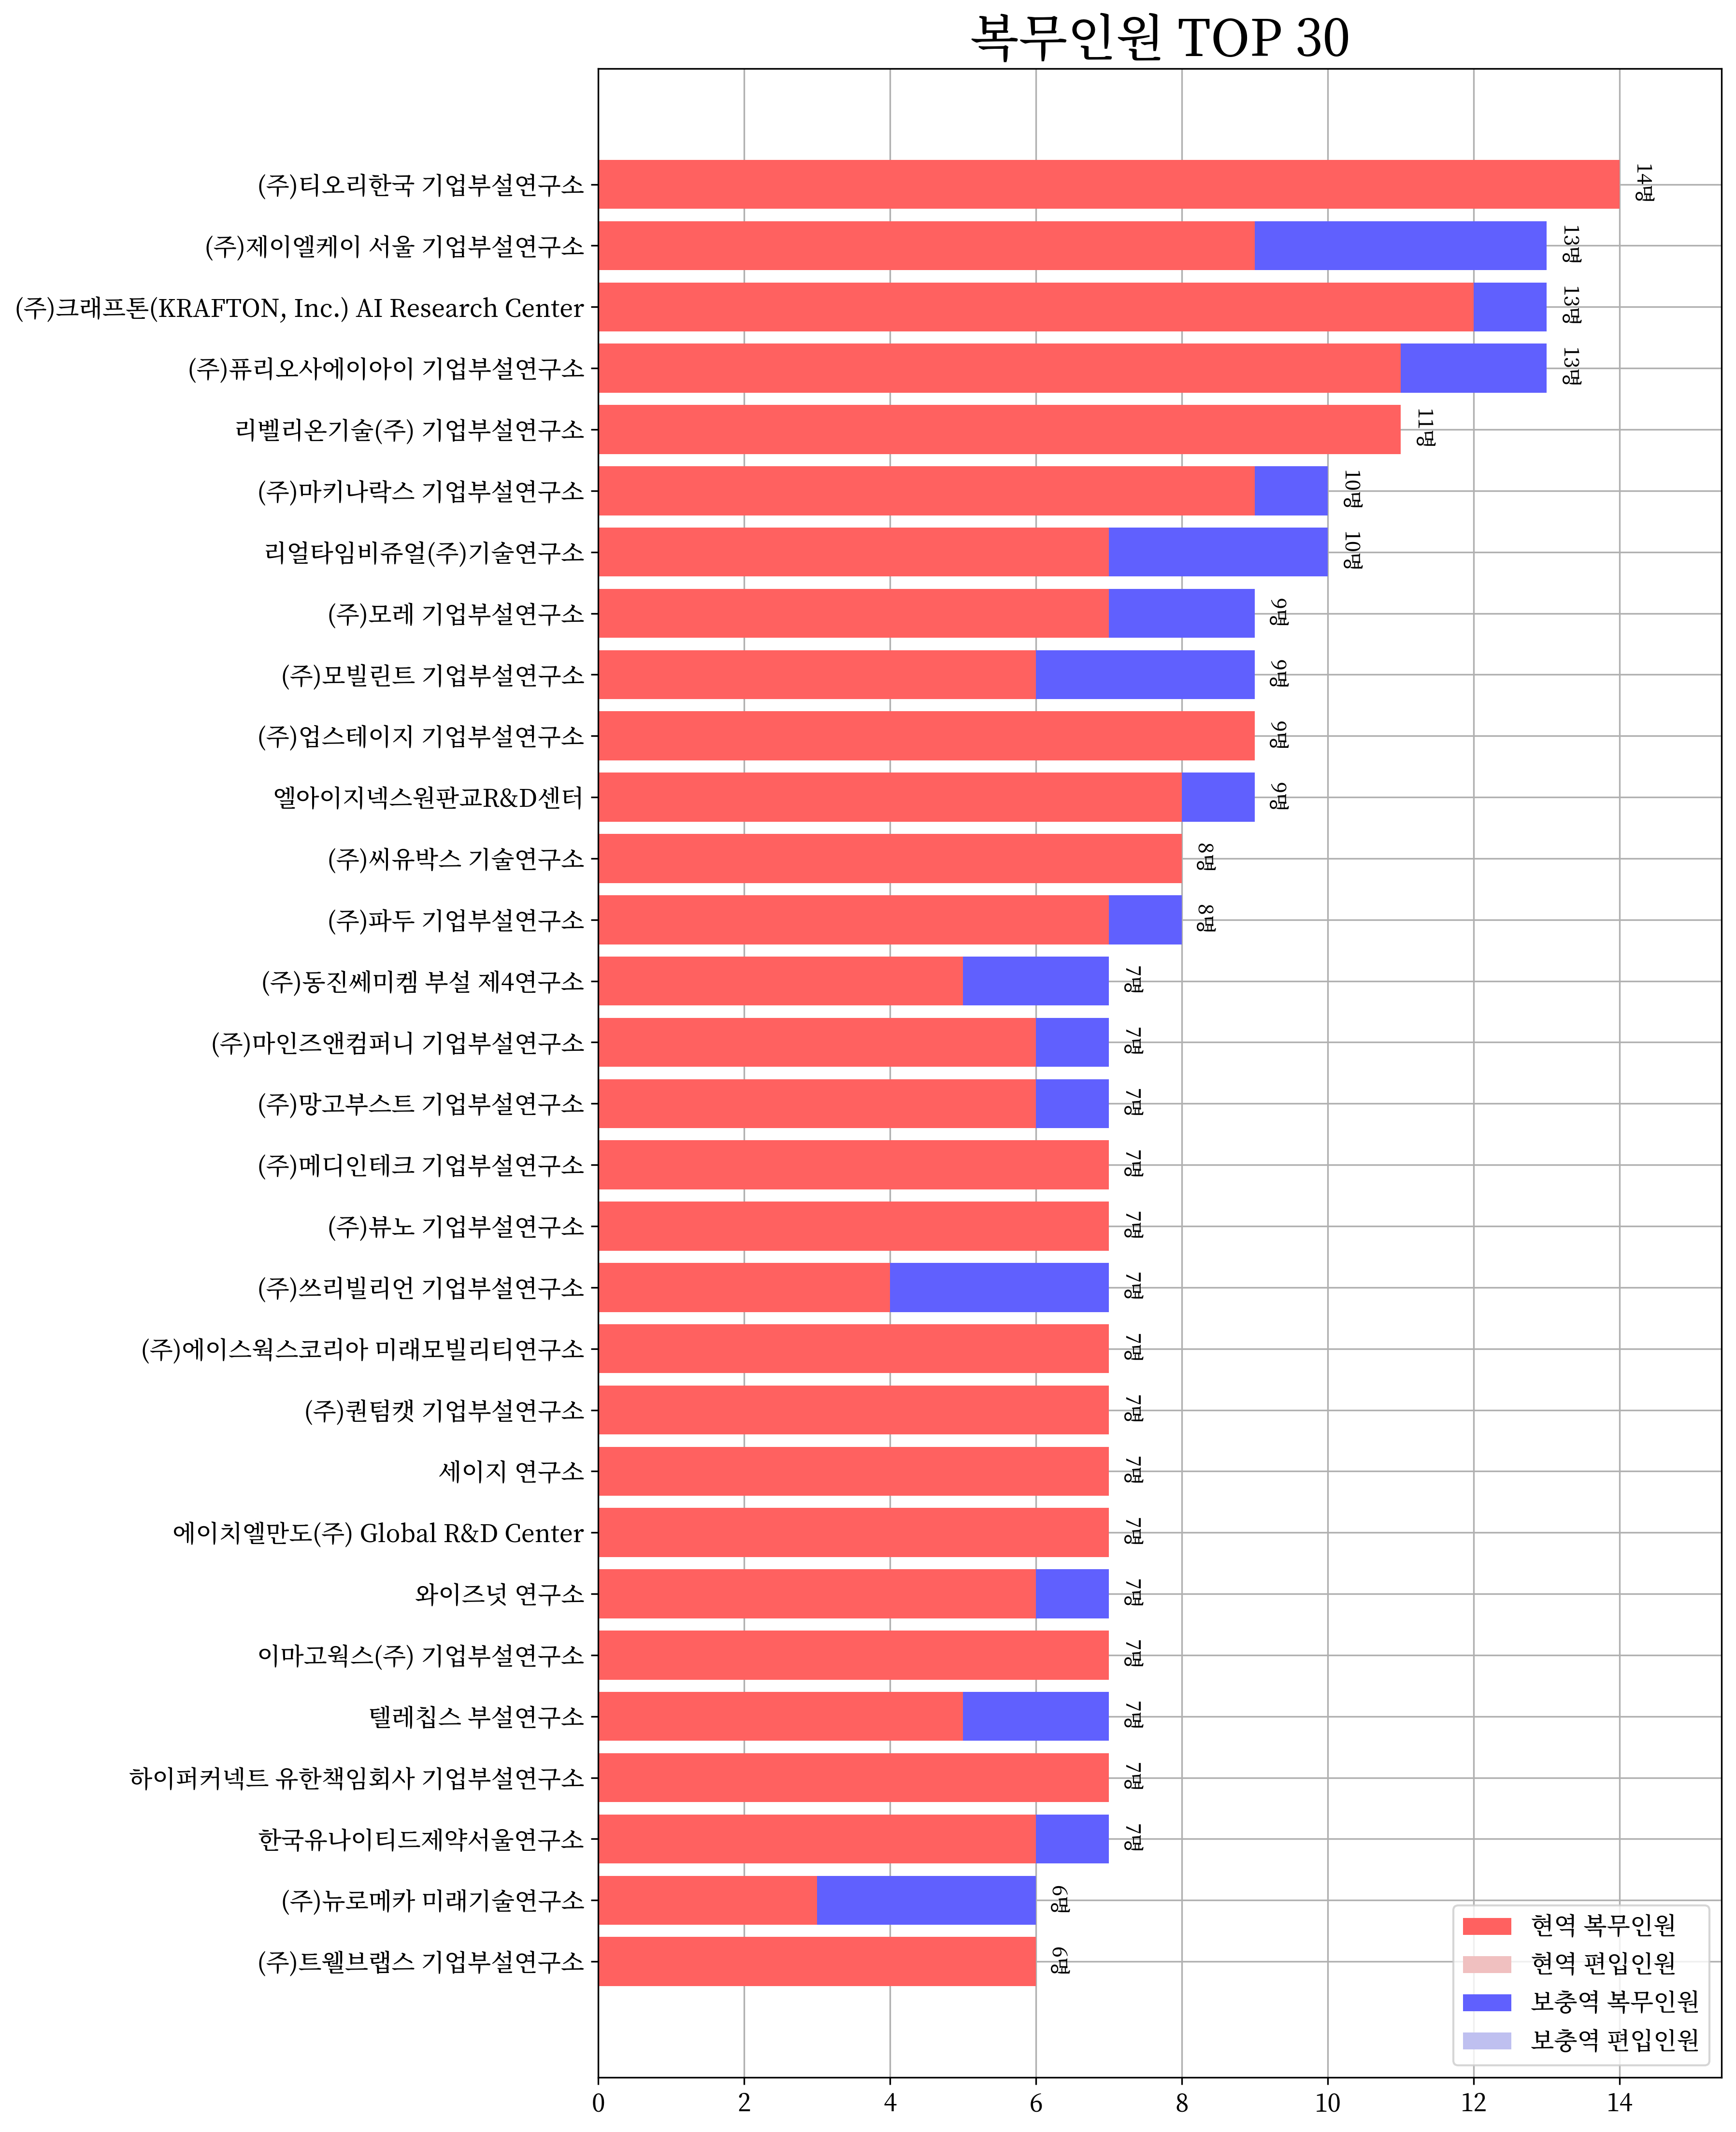 복무인원 TOP 30
(주)티오리한국 기업부설연구소
14명
(주)제이엘케이 서울 기업부설연구소
13명
(주)크래프톤(KRAFTON, Inc.) AI Research Center
13명
(주)퓨리오사에이아이 기업부설연구소
13명
리벨리온기술(주) 기업부설연구소
11명
(주)마키나락스 기업부설연구소
10명
리얼타임비쥬얼(주)기술연구소
10명
(주)모레 기업부설연구소
9명
(주)모빌린트 기업부설연구소
9명
(주)업스테이지 기업부설연구소
9명
엘아이지넥스원판교R&D센터
9명
(주)씨유박스 기술연구소
8명
(주)파두 기업부설연구소
8명
(주)동진쎄미켐 부설 제4연구소
7명
(주)마인즈앤컴퍼니 기업부설연구소
7명
(주)망고부스트 기업부설연구소
7명
(주)메디인테크 기업부설연구소
7명
(주)뷰노 기업부설연구소
7명
(주)쓰리빌리언 기업부설연구소
7명
(주)에이스웍스코리아 미래모빌리티연구소
7명
(주)퀀텀캣 기업부설연구소
7명
세이지 연구소
7명
에이치엘만도(주) Global R&D Center
7명
와이즈넛 연구소
7명
이마고웍스(주) 기업부설연구소
7명
텔레칩스 부설연구소
7명
하이퍼커넥트 유한책임회사 기업부설연구소
7명
한국유나이티드제약서울연구소
7명
(주)뉴로메카 미래기술연구소
6명
(주)트웰브랩스 기업부설연구소
6명
현역 복무인원
현역 편입인원
보충역 복무인원
보충역 편입인원
0 2 4 6 8 10 12 14